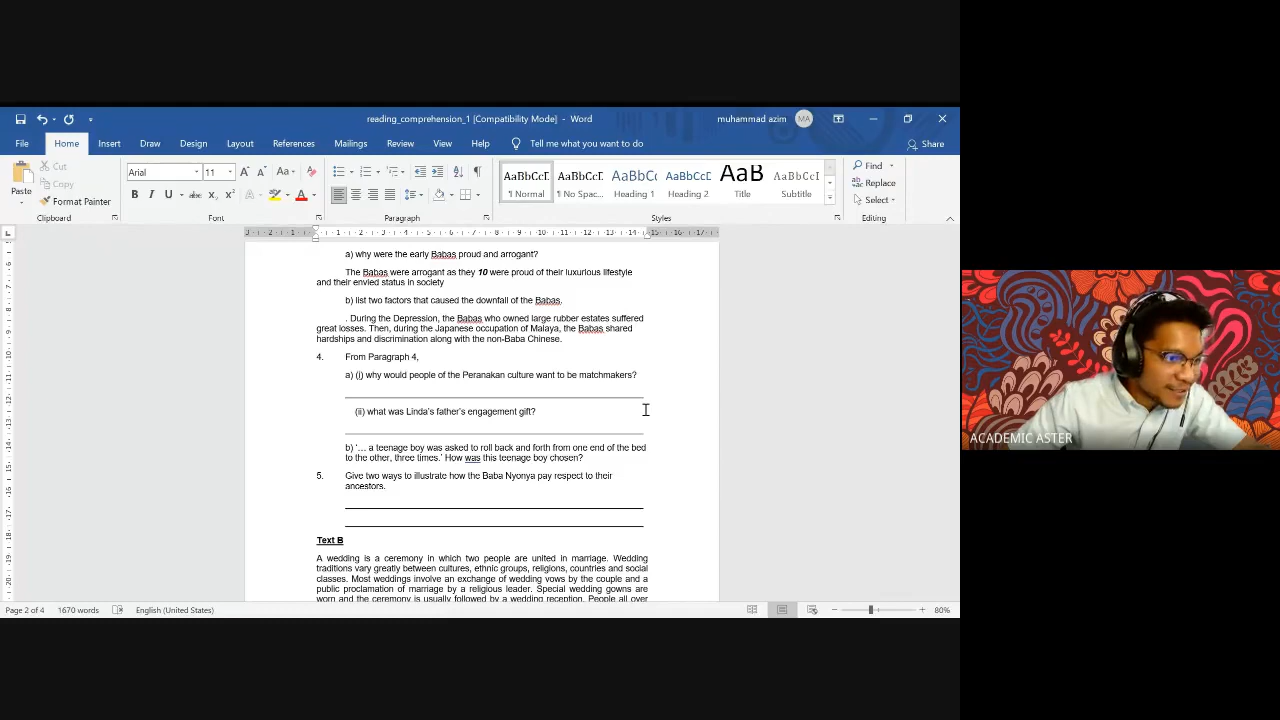 reading_comprehension_1 [Compatibility Mode] - Word
muhammad azim
MA
File Home Insert Draw Design Layout References Mailings Review View Help Tell me what you want to do
Share
Paste
Cut
Copy
Format Painter
Clipboard
Arial 11
Font
Paragraph
AaBbCcI AaBbCcI AaBbC( AaBbCcC AaB AaBbCcC
¶ Normal ¶ No Spac... Heading 1 Heading 2 Title Subtitle
Styles
Find
Replace
Select
Editing
a) why were the early Babas proud and arrogant?
The Babas were arrogant as they 10 were proud of their luxurious lifestyle
and their envied status in society
b) list two factors that caused the downfall of the Babas.
. During the Depression, the Babas who owned large rubber estates suffered
great losses. Then, during the Japanese occupation of Malaya, the Babas shared
hardships and discrimination along with the non-Baba Chinese.
4. From Paragraph 4,
a) (i) why would people of the Peranakan culture want to be matchmakers?
(ii) what was Linda's father's engagement gift?
b) '... a teenage boy was asked to roll back and forth from one end of the bed
to the other, three times.' How was this teenage boy chosen?
5. Give two ways to illustrate how the Baba Nyonya pay respect to their
ancestors.
Text B
A wedding is a ceremony in which two people are united in marriage. Wedding
traditions vary greatly between cultures, ethnic groups, religions, countries and social
classes. Most weddings involve an exchange of wedding vows by the couple and a
public proclamation of marriage by a religious leader. Special wedding gowns are
worn and the ceremony is usually followed by a wedding reception. People all over
Page 2 of 4 1670 words English (United States) 80%
ACADEMIC ASTER